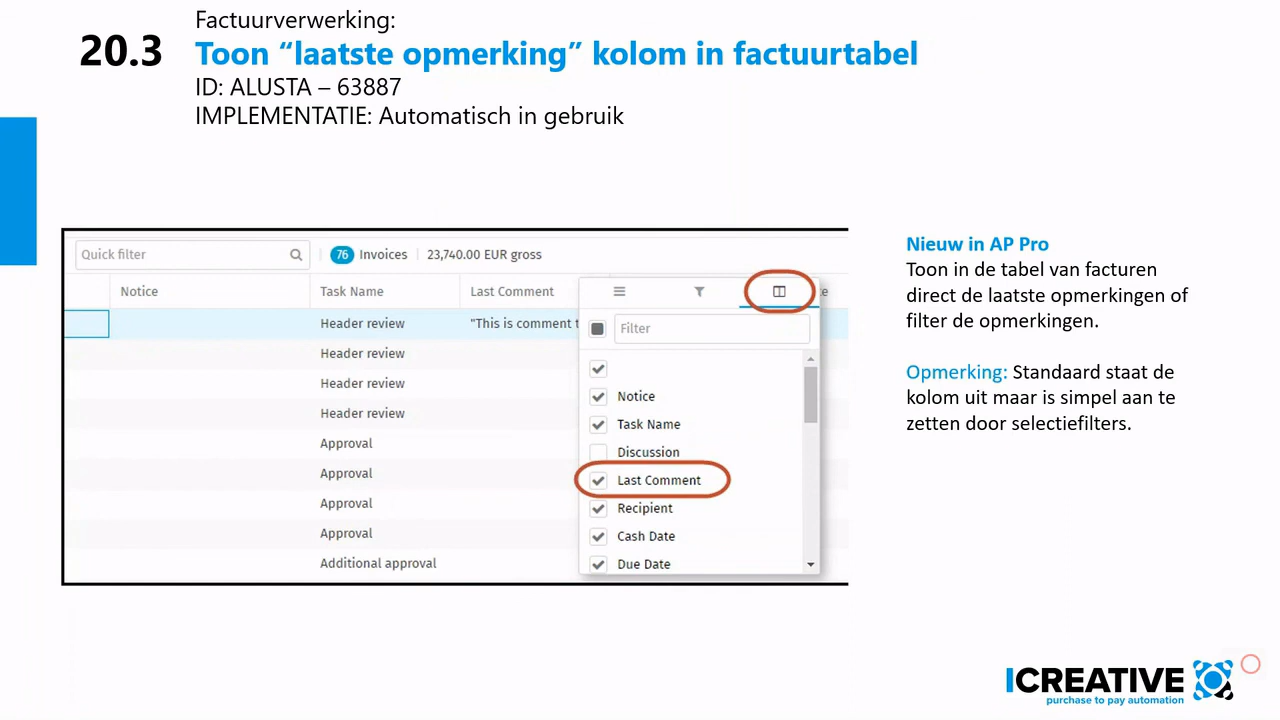 20.3
Factuurverwerking:
Toon “laatste opmerking” kolom in factuurtabel
ID: ALUSTA – 63887
IMPLEMENTATIE: Automatisch in gebruik
Quick filter
76 Invoices
23,740.00 EUR gross
Notice
Task Name
Last Comment
Header review
"This is comment
Header review
Header review
Header review
Approval
Approval
Approval
Approval
Additional approval
Filter
Notice
Task Name
Discussion
Last Comment
Recipient
Cash Date
Due Date
Nieuw in AP Pro
Toon in de tabel van facturen
direct de laatste opmerkingen of
filter de opmerkingen.
Opmerking: Standaard staat de
kolom uit maar is simpel aan te
zetten door selectiefilters.
ICREATIVE
purchase to pay automation